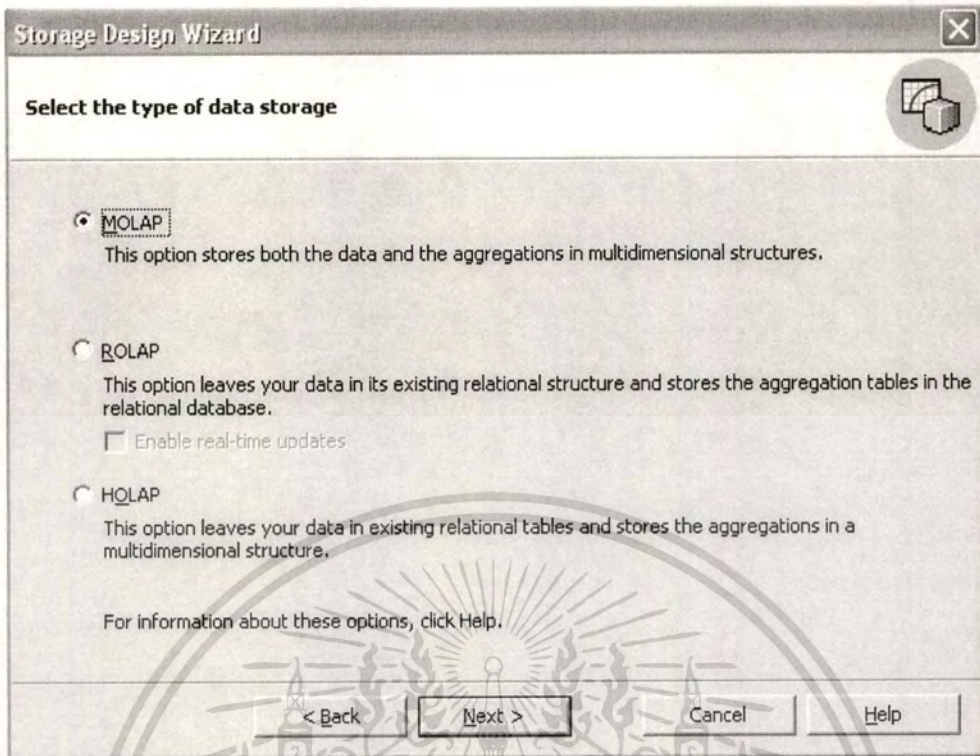 Storage Design Wizard
Select the type of data storage
MOLAP
This option stores both the data and the aggregations in multidimensional structures.
ROLAP
This option leaves your data in its existing relational structure and stores the aggregation tables in the
relational database.
Enable real-time updates
HOLAP
This option leaves your data in existing relational tables and stores the aggregations in a
multidimensional structure.
For information about these options, click Help.
< Back
Next >
Cancel
Help